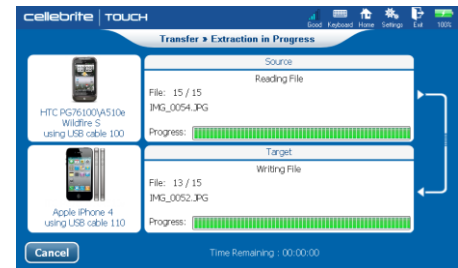 cellebrite TOUCH
Good Keyboard Home Settings Exit 100%
Transfer > Extraction in Progress
Source
Reading File
File: 15 / 15
IMG_0054.JPG
Progress:
HTC PG76100\A510e
Wildfire S
using USB cable 100
Target
Writing File
File: 13 / 15
IMG_0052.JPG
Progress:
Apple iPhone 4
using USB cable 110
Cancel
Time Remaining : 00:00:00